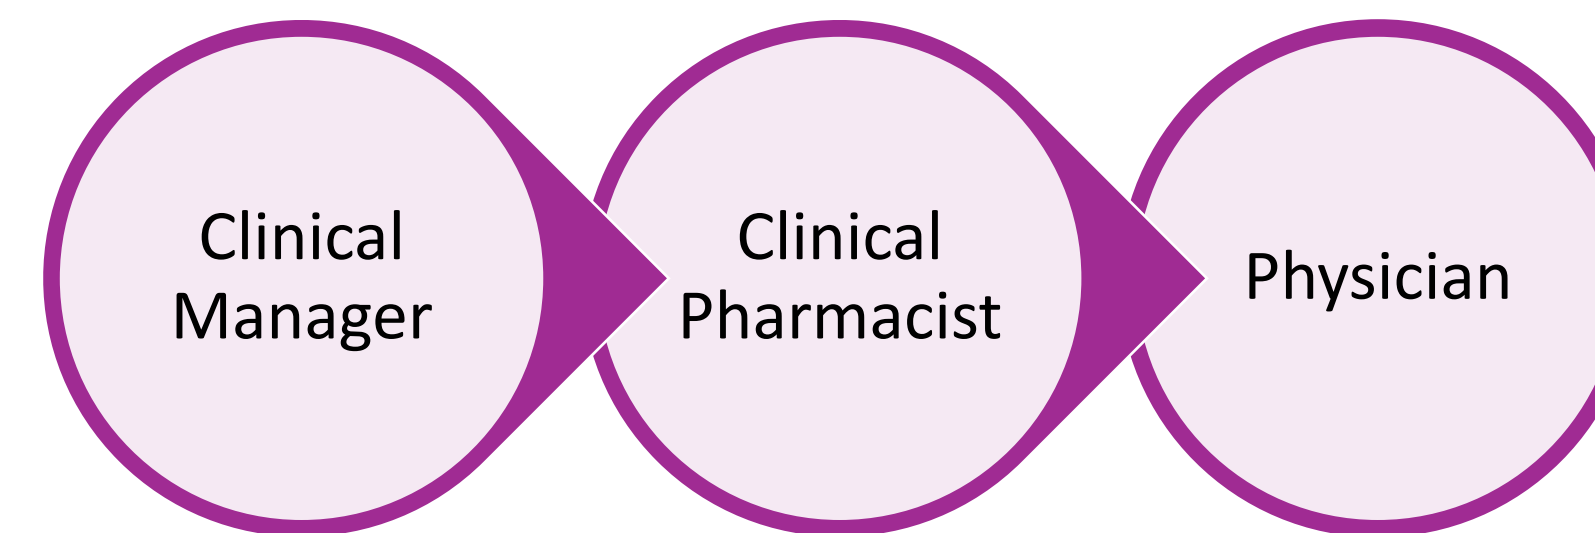 Clinical
Manager
Clinical
Pharmacist
Physician